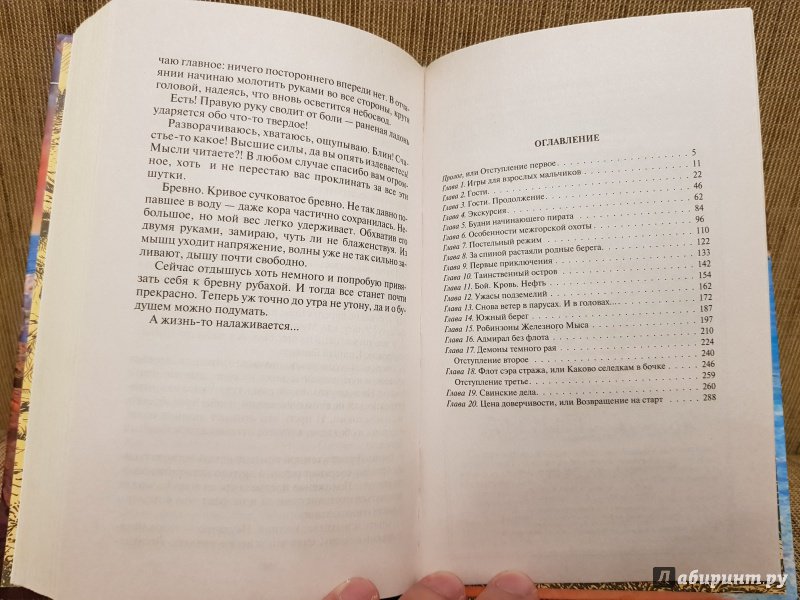 чаю главное: ничего постороннего впереди нет. В отча-
янии начинаю молотить руками во все стороны, кручу
головой, надеясь, что вновь осветится небосвод.
Есть! Правую руку сводит от боли — раненая ладонь
ударяется обо что-то твердое!
Разворачиваюсь, хватаюсь, ощупываю. Блин! Сча-
стье-то какое! Высшие силы, да вы опять издеваетесь!
Мысли читаете?! В любом случае спасибо вам огром-
ное, хоть и не перестаю вас проклинать за все эти
шутки.
Бревно. Кривое сучковатое бревно. Не так давно по-
павшее в воду — даже кора частично сохранилась. Не-
большое, но мой вес легко удерживает. Обхватив его
двумя руками, замираю, чуть ли не блаженствуя. Из
мышц уходит напряжение, волны уже не так сильно за-
ливают, дышу почти свободно.
Сейчас отдышусь хоть немного и попробую привя-
зать себя к бревну рубахой. И тогда все станет почти
прекрасно. Теперь уж точно до утра не утону, да и о бу-
дущем можно подумать.
А жизнь-то налаживается...
ОГЛАВЛЕНИЕ
Пролог, или Отступление первое . . . 5
Глава 1. Игры для взрослых мальчиков . . . 11
Глава 2. Гости. . . . 22
Глава 3. Гости. Продолжение . . . 46
Глава 4. Экскурсия. . . . 62
Глава 5. Будни начинающего пирата . . . 84
Глава 6. Особенности межгорской охоты . . . 96
Глава 7. Постельный режим . . . 110
Глава 8. За спиной растаяли родные берега. . . . 122
Глава 9. Первые приключения . . . 133
Глава 10. Таинственный остров . . . 142
Глава 11. Бой. Кровь. Нефть . . . 154
Глава 12. Ужасы подземелий . . . 162
Глава 13. Снова ветер в парусах. И в головах... . . . 172
Глава 14. Южный берег . . . 187
Глава 15. Робинзоны Железного Мыса . . . 197
Глава 16. Адмирал без флота . . . 210
Глава 17. Демоны темного рая . . . 224
Отступление второе . . . 240
Глава 18. Флот сэра стража, или Каково селедкам в бочке . . . 246
Отступление третье. . . . 259
Глава 19. Свинские дела. . . . 260
Глава 20. Цена доверчивости, или Возвращение на старт . . . 288
Лабиринт.ру